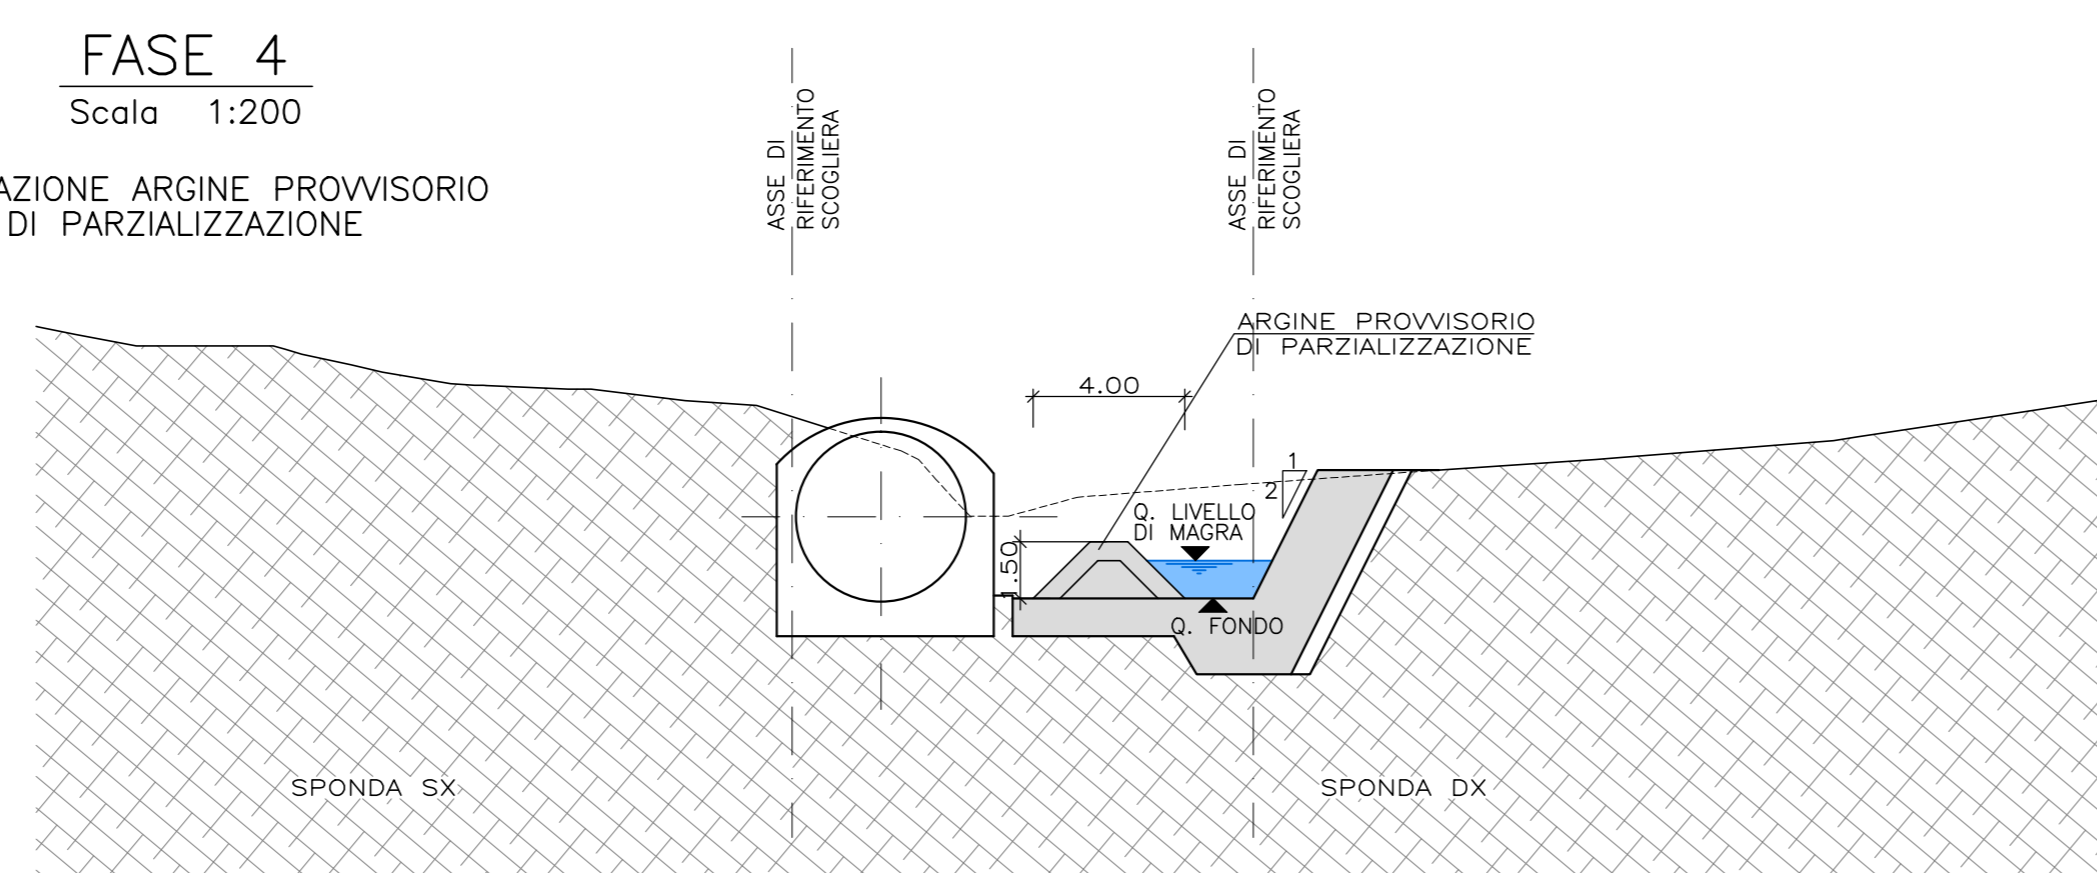 FASE 4
Scala 1:200
AZIONE ARGINE PROVVISORIO
DI PARZIALIZZAZIONE
ASSE DI
RIFERIMENTO
SCOGLIERA
ASSE DI
RIFERIMENTO
SCOGLIERA
ARGINE PROVVISORIO
DI PARZIALIZZAZIONE
4.00
1
2
Q. LIVELLO
DI MAGRA
1.50
Q. FONDO
SPONDA SX
SPONDA DX